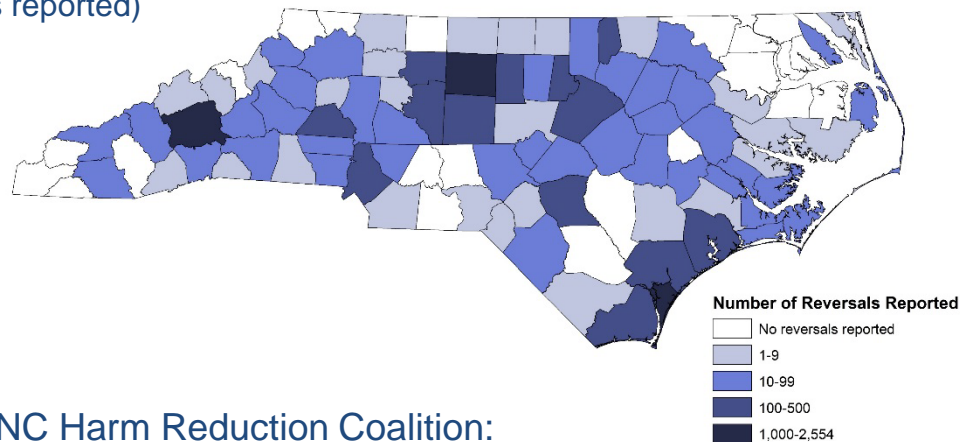 s reported)
Number of Reversals Reported
No reversals reported
1-9
10-99
100-500
1,000-2,554
NC Harm Reduction Coalition: